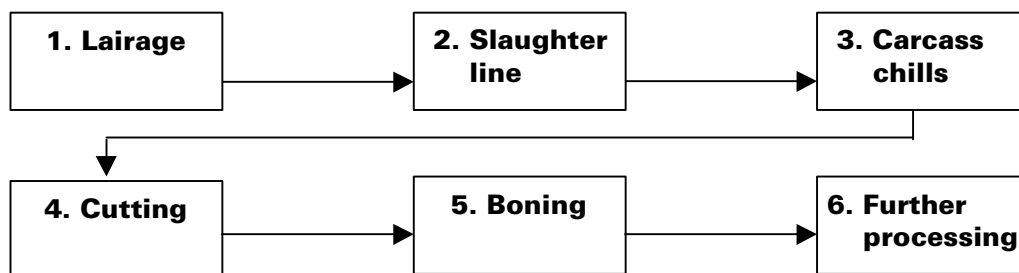 1. Lairage
2. Slaughter
line
3. Carcass
chills
4. Cutting
5. Boning
6. Further
processing